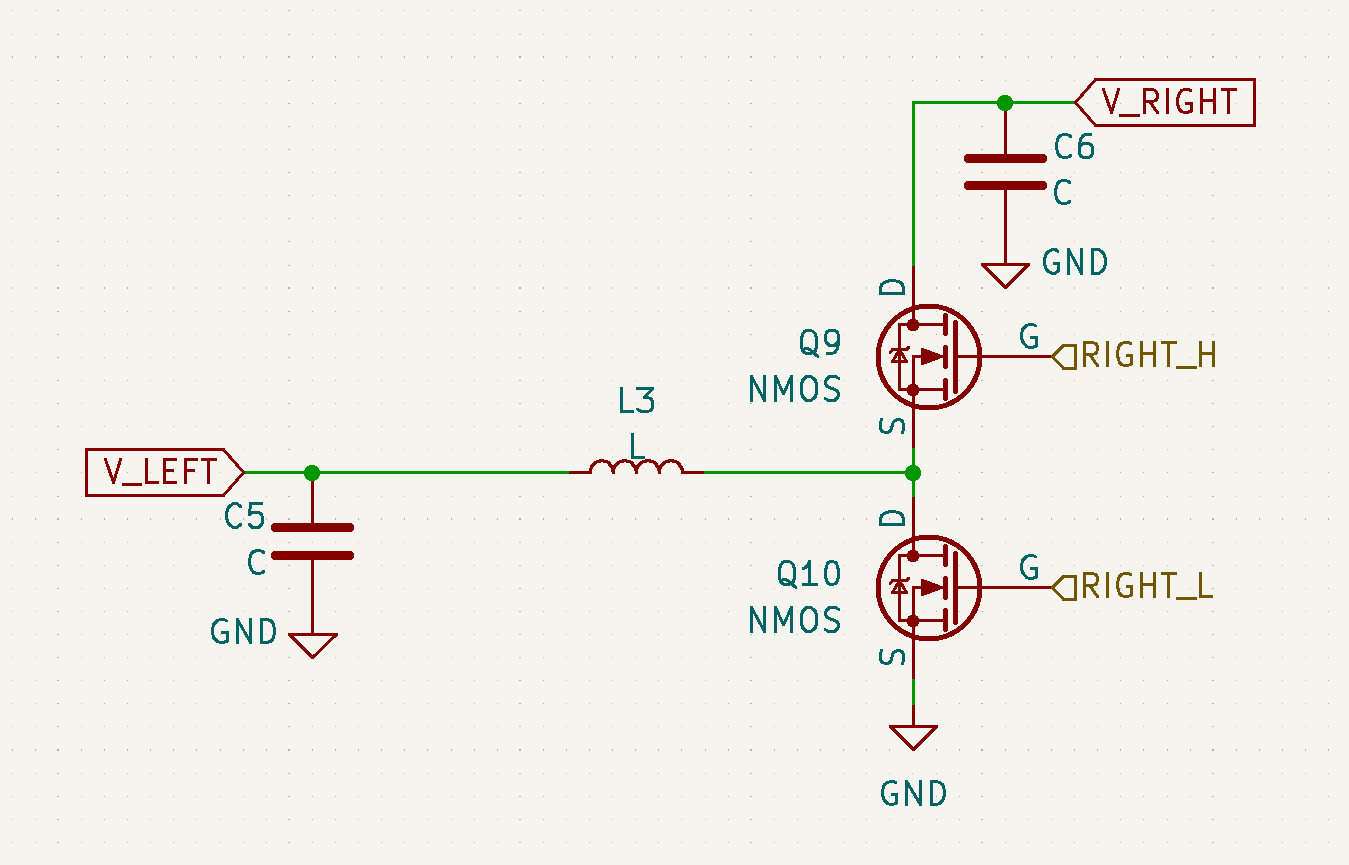 V_RIGHT
C6
C
GND
D
Q9
NMOS
G
RIGHT_H
S
L3
L
V_LEFT
C5
C
GND
D
Q10
NMOS
G
RIGHT_L
S
GND